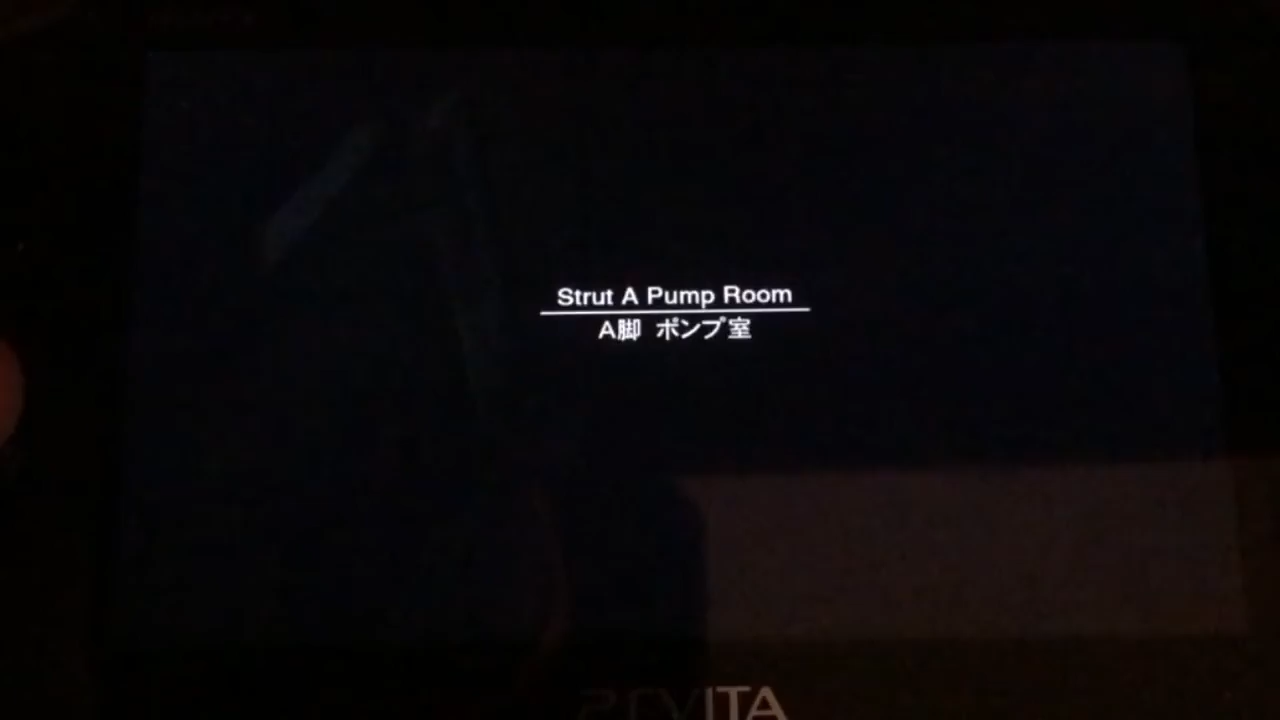 Strut A Pump Room
A脚 ポンプ室
PSVITA